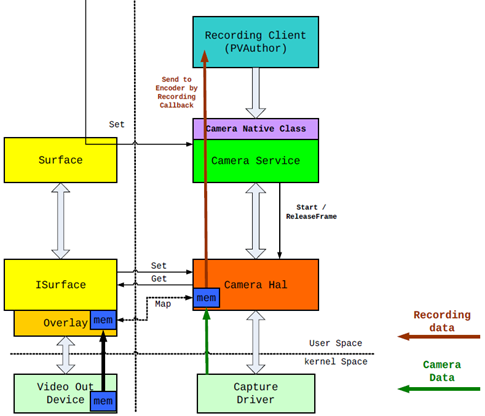 Recording Client
(PVAuthor)
Send to
Encoder by
Recording
Callback
Set
Camera Native Class
Surface
Camera Service
Start /
ReleaseFrame
ISurface
Set
Get
Camera Hal
mem
Map
Overlay
mem
Recording
data
User Space
kernel Space
Camera
Data
Video Out
Device
mem
Capture
Driver